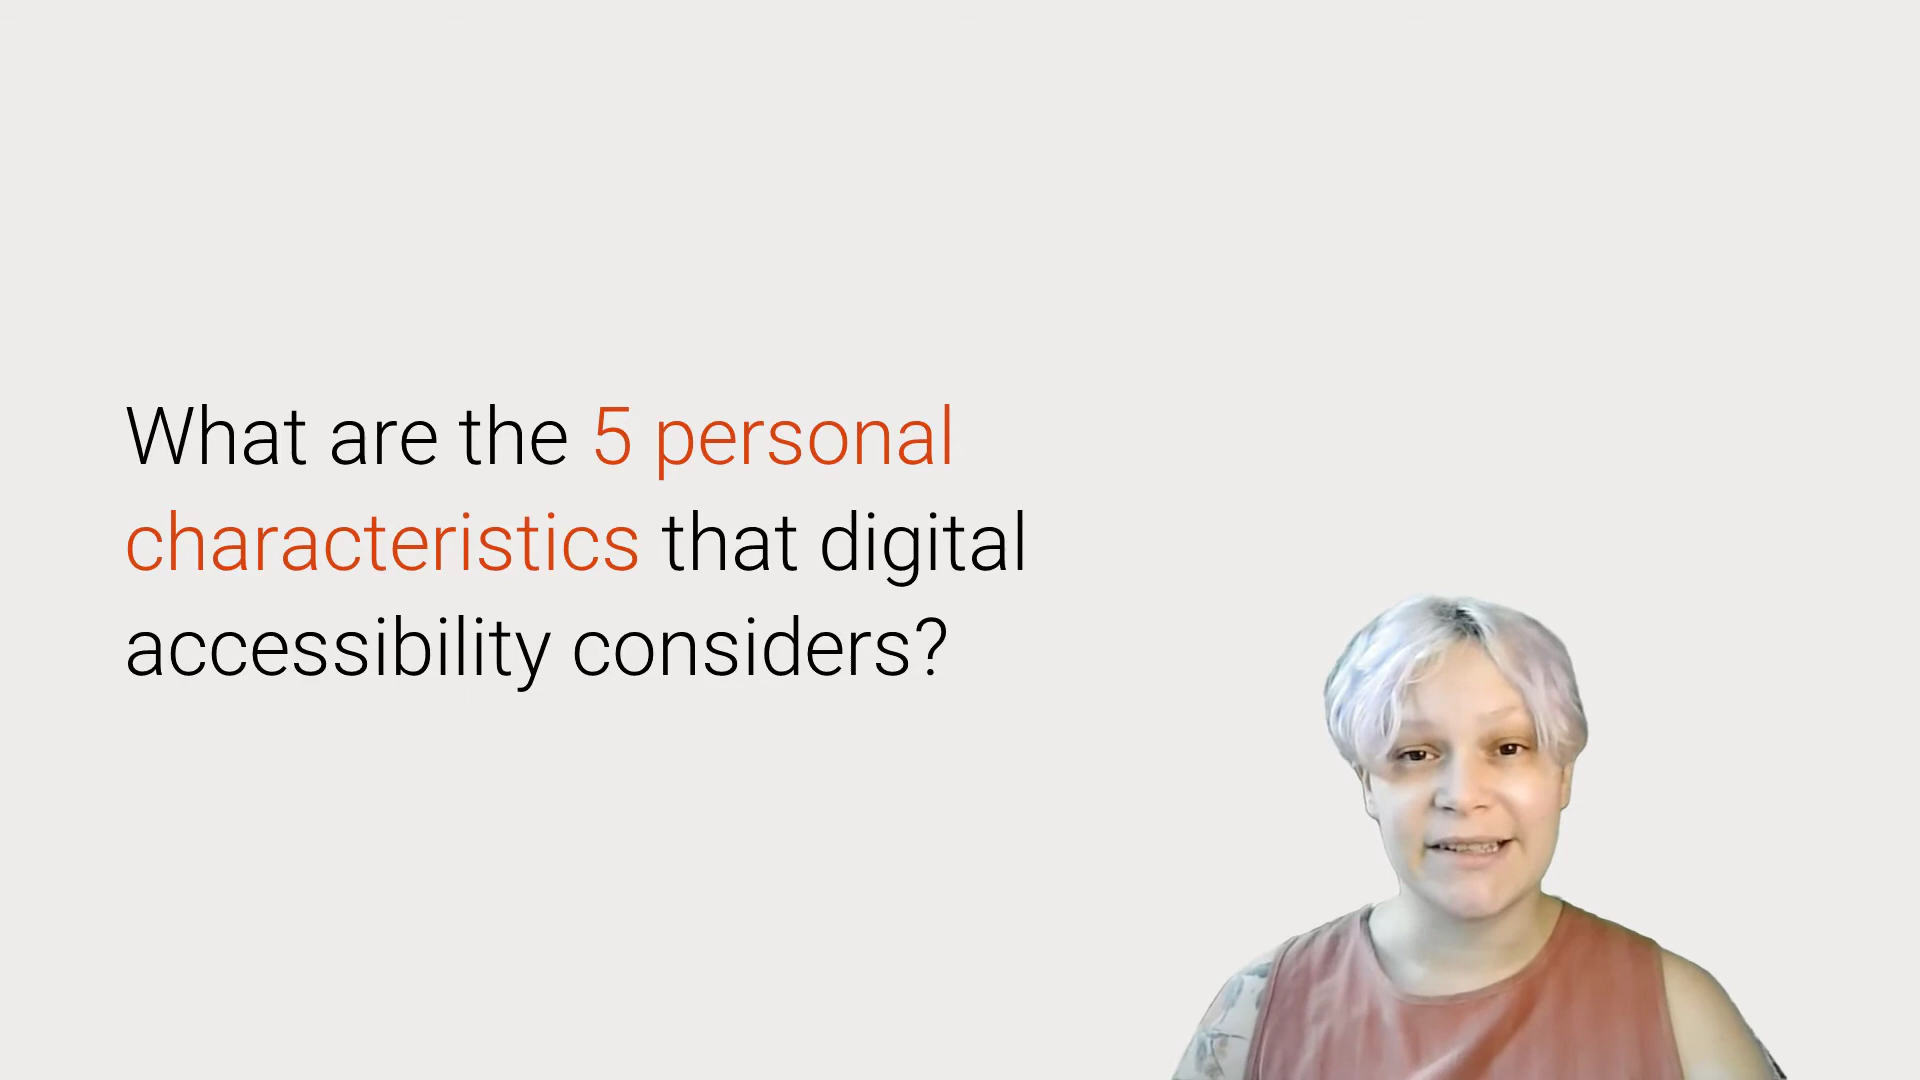 What are the 5 personal
characteristics that digital
accessibility considers?